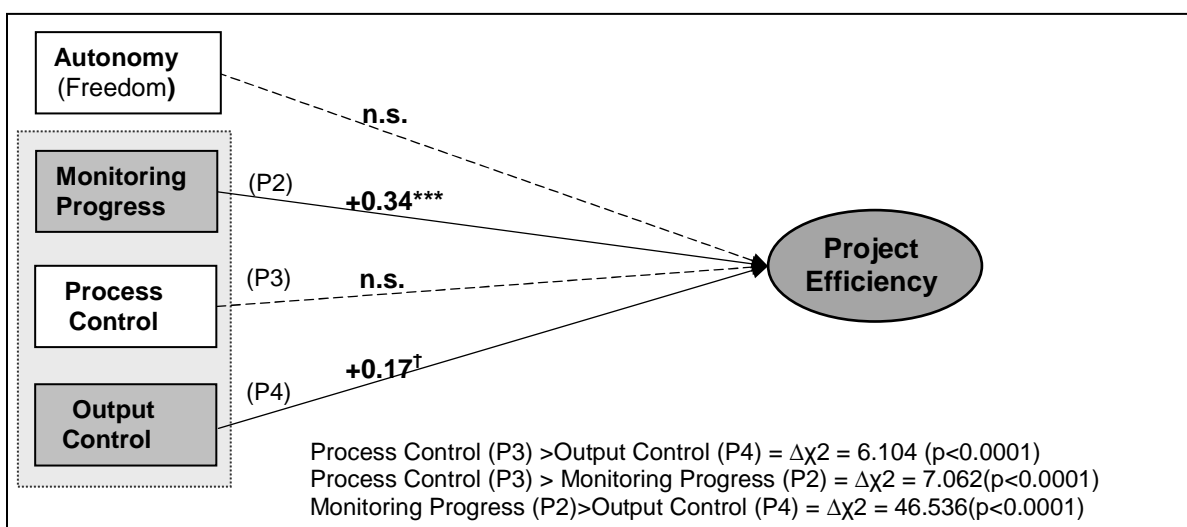 Autonomy
(Freedom)
n.s.
Monitoring
Progress
(P2)
+0.34***
Process
Control
(P3)
n.s.
Project
Efficiency
Output
Control
(P4)
+0.17†
Process Control (P3) >Output Control (P4) = Δχ2 = 6.104 (p<0.0001)
Process Control (P3) > Monitoring Progress (P2) = Δχ2 = 7.062(p<0.0001)
Monitoring Progress (P2)>Output Control (P4) = Δχ2 = 46.536(p<0.0001)